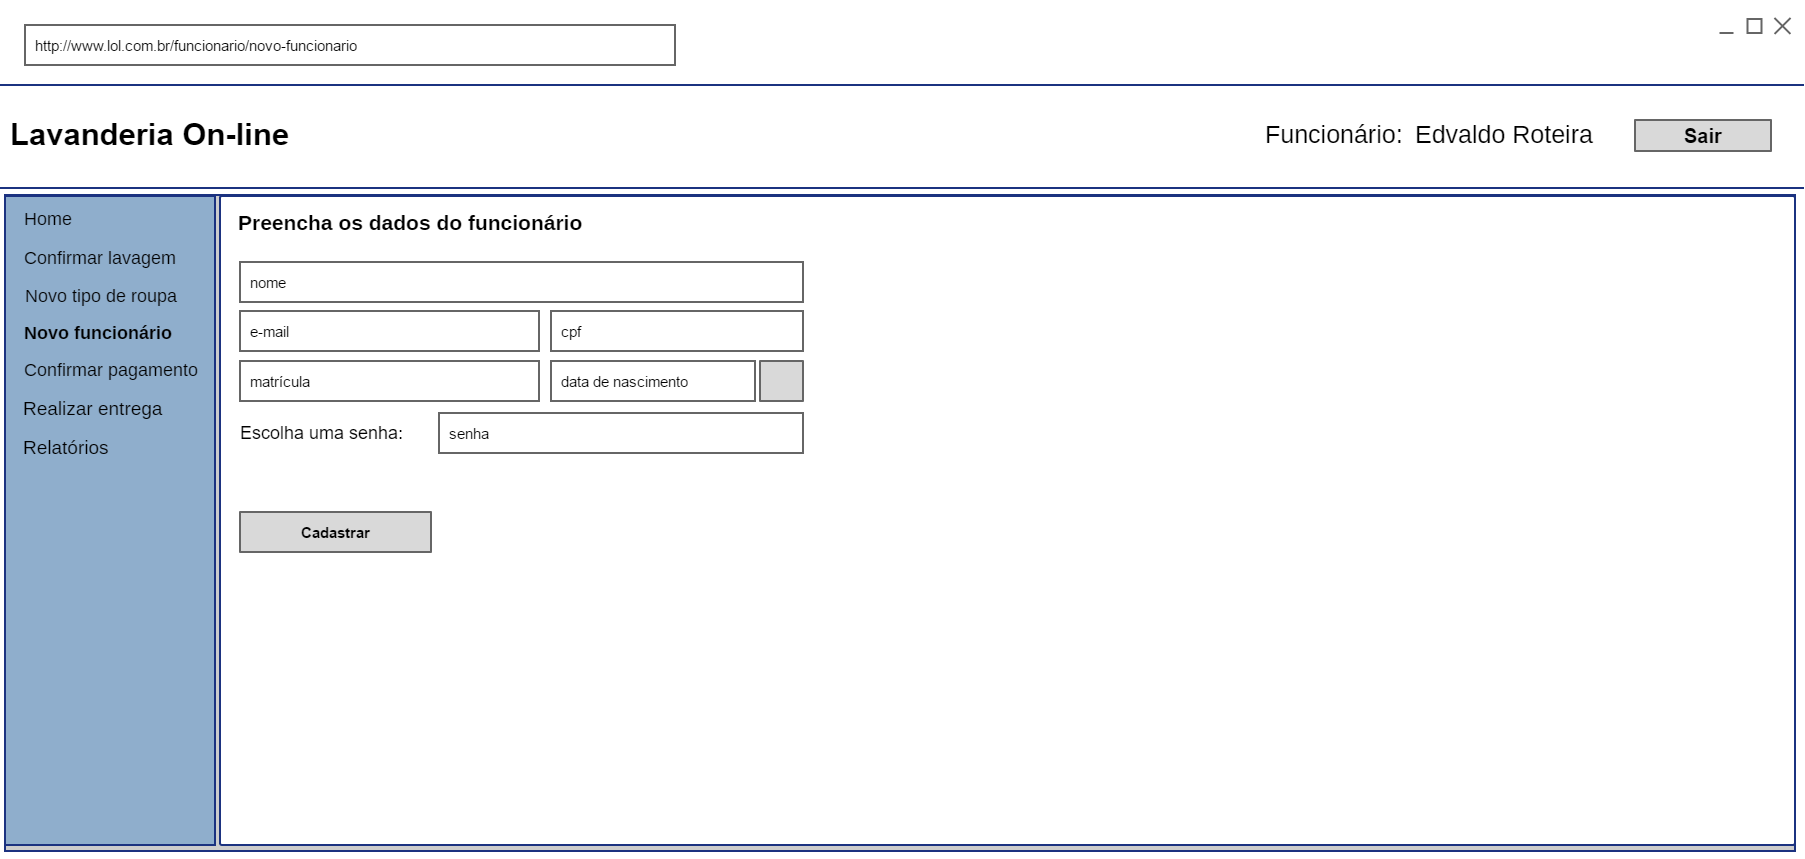 http://www.lol.com.br/funcionario/novo-funcionario
Lavanderia On-line
Funcionário: Edvaldo Roteira
Sair
Home
Confirmar lavagem
Novo tipo de roupa
Novo funcionário
Confirmar pagamento
Realizar entrega
Relatórios
Preencha os dados do funcionário
nome
e-mail
cpf
matrícula
data de nascimento
Escolha uma senha:
senha
Cadastrar